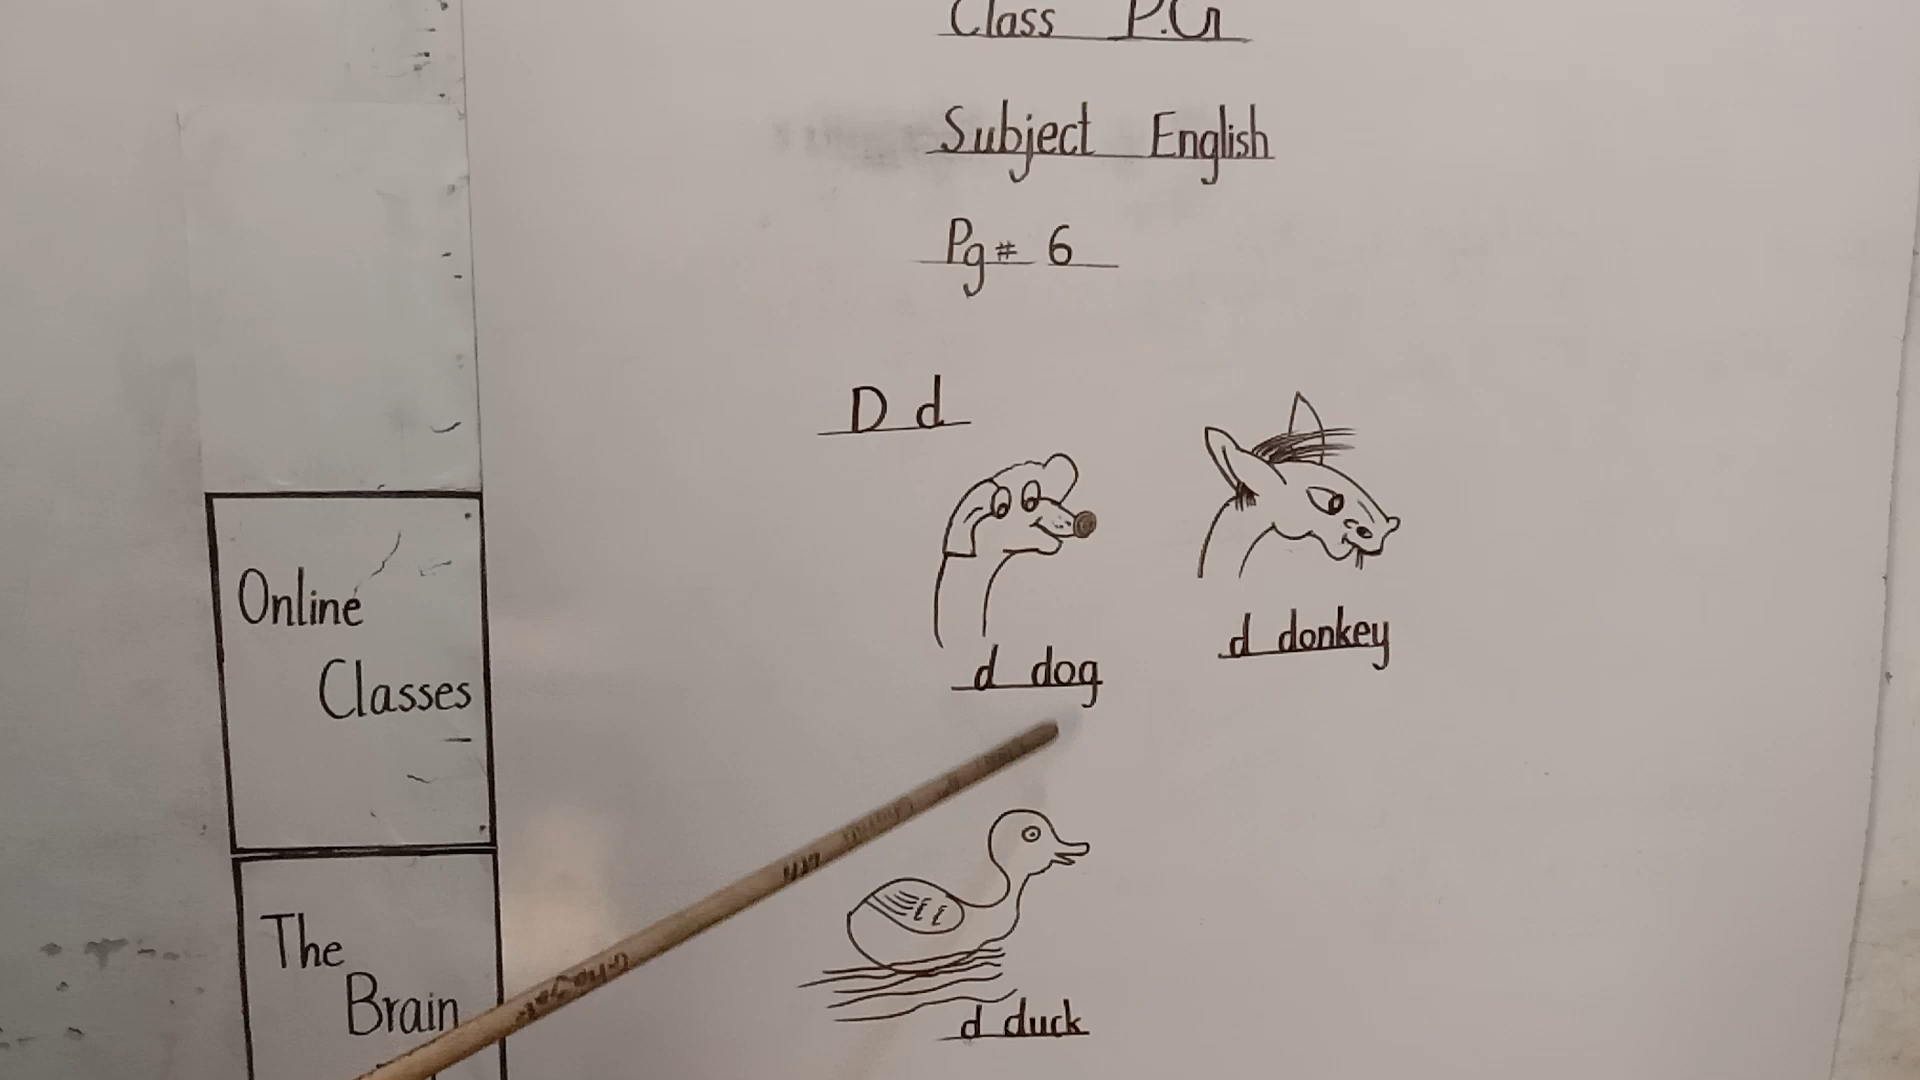 Class P.G
Subject English
Pg# 6
D d
d dog
d donkey
d duck
Online
Classes
The
Brain